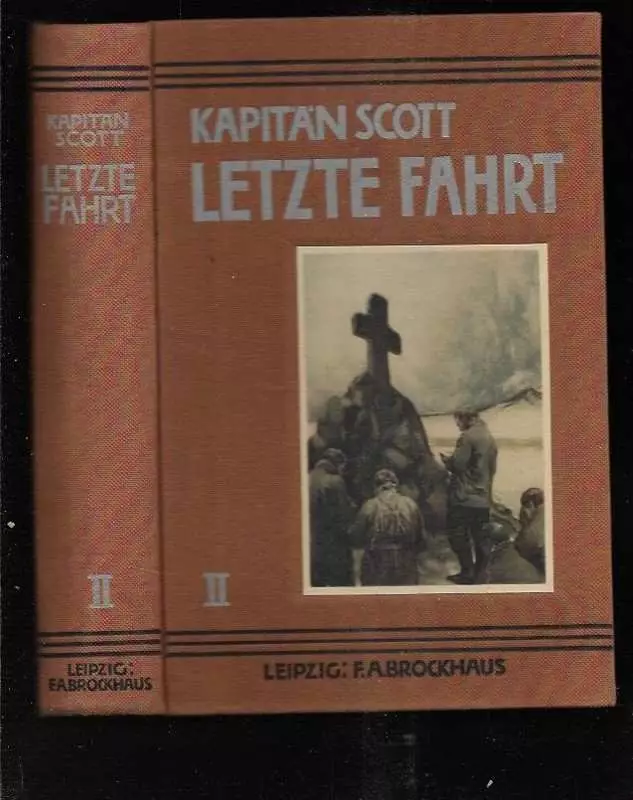 KAPITÄN
SCOTT
LETZTE
FAHRT
II
LEIPZIG:
F.A.BROCKHAUS
KAPITÄN SCOTT
LETZTE FAHRT
II
LEIPZIG: F.A.BROCKHAUS